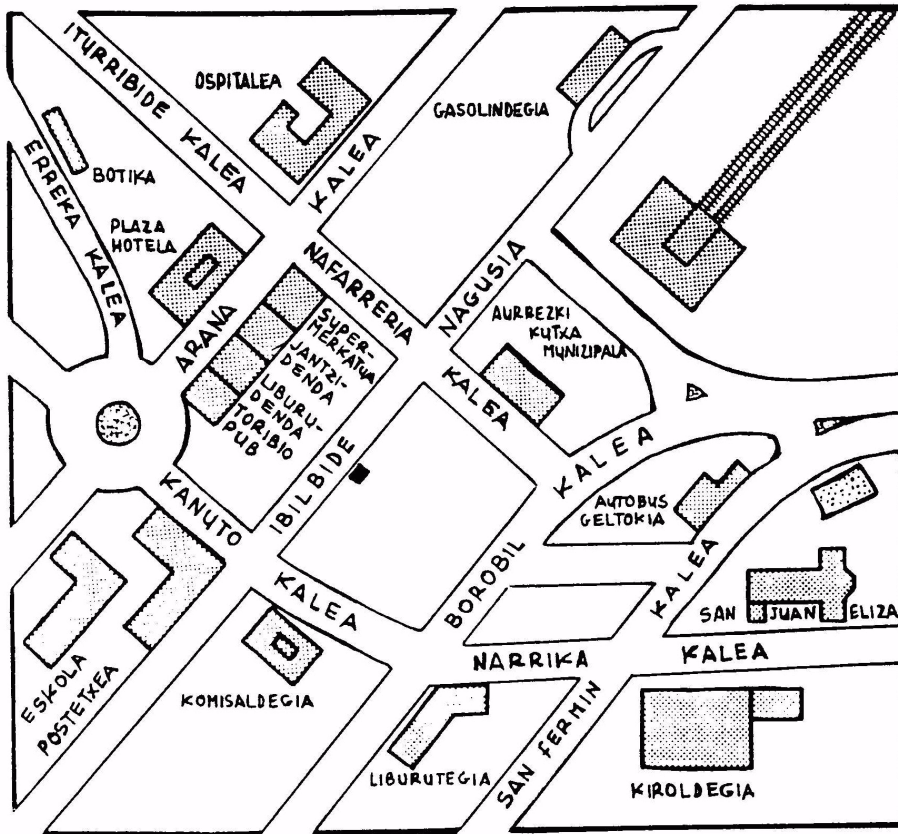 ITURRIBIDE KALEA
OSPITALEA
GASOLINDEGIA
KALEA
BOTIKA
ERREKA KALEA
PLAZA
HOTELA
ARANA
NAFARRERIA
KALEA
NAGUSIA
AURREZKI
KUTXA
MUNIZIPALA
SUPER-
MERKATUA
JANTZI-
DENDA
LIBURU-
DENDA
TORIBIO
PUB
IBILBIDE
KANUTO
KALEA
BOROBIL
KALEA
AUTOBUS
GELTOKIA
KALEA
SAN JUAN ELIZA
NARRIKA KALEA
ESKOLA
POSTETXEA
KOMISALDEGIA
LIBURUTEGIA
SAN FERMIN
KIROLDEGIA